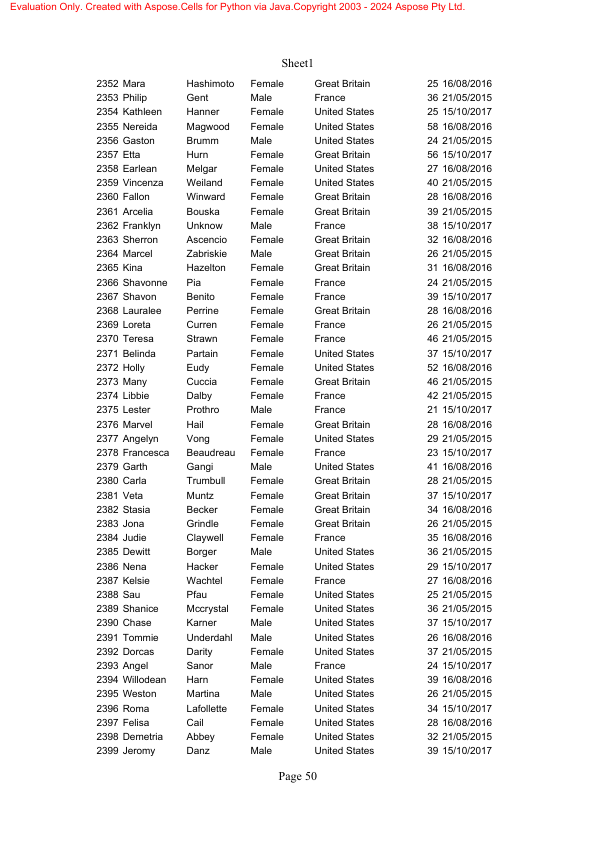 Evaluation Only. Created with Aspose.Cells for Python via Java.Copyright 2003 - 2024 Aspose Pty Ltd.
Sheet1
2352 Mara Hashimoto Female Great Britain 25 16/08/2016
2353 Philip Gent Male France 36 21/05/2015
2354 Kathleen Hanner Female United States 25 15/10/2017
2355 Nereida Magwood Female United States 58 16/08/2016
2356 Gaston Brumm Male United States 24 21/05/2015
2357 Etta Hurn Female Great Britain 56 15/10/2017
2358 Earlean Melgar Female United States 27 16/08/2016
2359 Vincenza Weiland Female United States 40 21/05/2015
2360 Fallon Winward Female Great Britain 28 16/08/2016
2361 Arcelia Bouska Female Great Britain 39 21/05/2015
2362 Franklyn Unknow Male France 38 15/10/2017
2363 Sherron Ascencio Female Great Britain 32 16/08/2016
2364 Marcel Zabriskie Male Great Britain 26 21/05/2015
2365 Kina Hazelton Female Great Britain 31 16/08/2016
2366 Shavonne Pia Female France 24 21/05/2015
2367 Shavon Benito Female France 39 15/10/2017
2368 Lauralee Perrine Female Great Britain 28 16/08/2016
2369 Loreta Curren Female France 26 21/05/2015
2370 Teresa Strawn Female France 46 21/05/2015
2371 Belinda Partain Female United States 37 15/10/2017
2372 Holly Eudy Female United States 52 16/08/2016
2373 Many Cuccia Female Great Britain 46 21/05/2015
2374 Libbie Dalby Female France 42 21/05/2015
2375 Lester Prothro Male France 21 15/10/2017
2376 Marvel Hail Female Great Britain 28 16/08/2016
2377 Angelyn Vong Female United States 29 21/05/2015
2378 Francesca Beaudreau Female France 23 15/10/2017
2379 Garth Gangi Male United States 41 16/08/2016
2380 Carla Trumbull Female Great Britain 28 21/05/2015
2381 Veta Muntz Female Great Britain 37 15/10/2017
2382 Stasia Becker Female Great Britain 34 16/08/2016
2383 Jona Grindle Female Great Britain 26 21/05/2015
2384 Judie Claywell Female France 35 16/08/2016
2385 Dewitt Borger Male United States 36 21/05/2015
2386 Nena Hacker Female United States 29 15/10/2017
2387 Kelsie Wachtel Female France 27 16/08/2016
2388 Sau Pfau Female United States 25 21/05/2015
2389 Shanice Mccrystal Female United States 36 21/05/2015
2390 Chase Karner Male United States 37 15/10/2017
2391 Tommie Underdahl Male United States 26 16/08/2016
2392 Dorcas Darity Female United States 37 21/05/2015
2393 Angel Sanor Male France 24 15/10/2017
2394 Willodean Harn Female United States 39 16/08/2016
2395 Weston Martina Male United States 26 21/05/2015
2396 Roma Lafollette Female United States 34 15/10/2017
2397 Felisa Cail Female United States 28 16/08/2016
2398 Demetria Abbey Female United States 32 21/05/2015
2399 Jeromy Danz Male United States 39 15/10/2017
Page 50